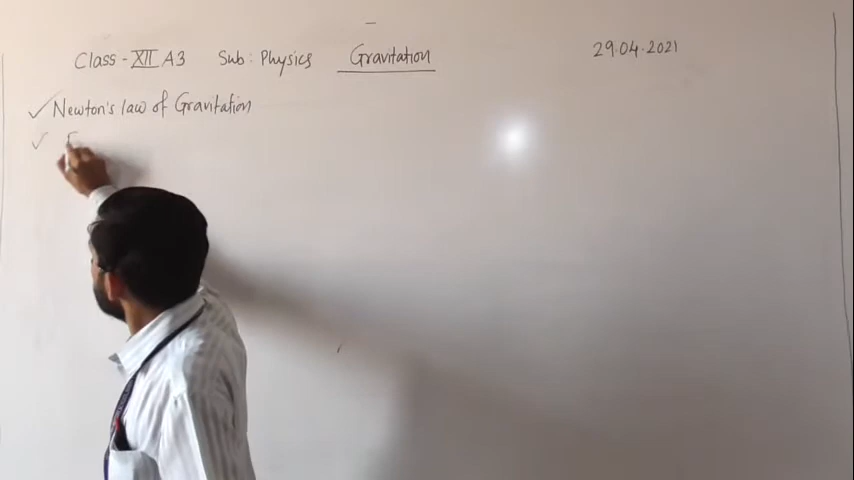 Class - XII A3 Sub : Physics Gravitation 29.04.2021
✓ Newton's law of Gravitation
✓